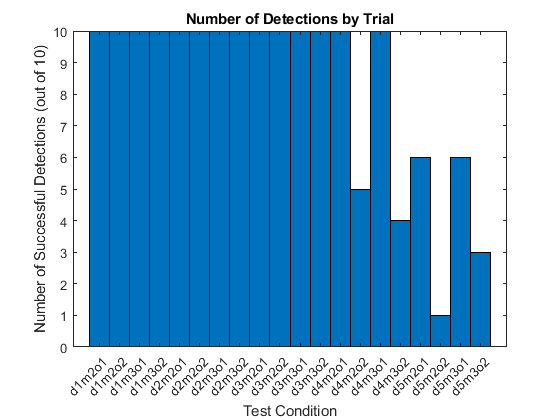 Number of Detections by Trial
Number of Successful Detections (out of 10)
10
9
8
7
6
5
4
3
2
1
0
d1m2o1
d1m2o2
d1m3o1
d1m3o2
d2m2o1
d2m2o2
d2m3o1
d2m3o2
d3m2o1
d3m2o2
d3m3o1
d3m3o2
d4m2o1
d4m2o2
d4m3o1
d4m3o2
d5m2o1
d5m2o2
d5m3o1
d5m3o2
Test Condition